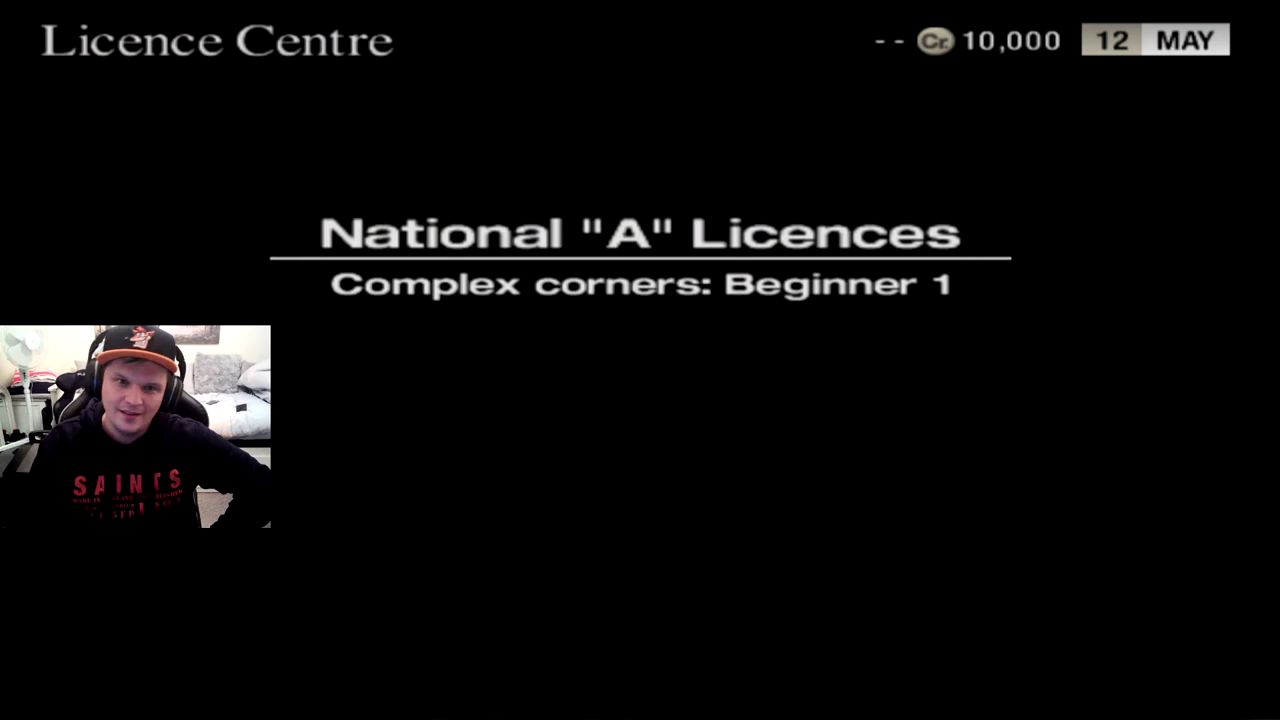 Licence Centre
-- Cr. 10,000 12 MAY
National "A" Licences
Complex corners: Beginner 1
SAINTS